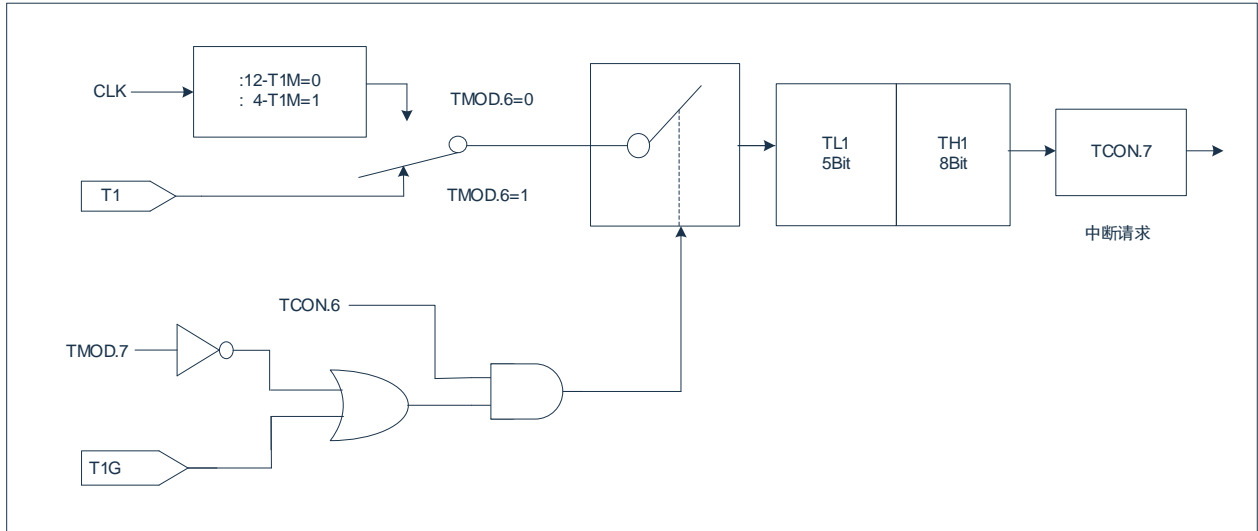 :12-T1M=0
: 4-T1M=1
CLK
TMOD.6=0
TMOD.6=1
T1
TL1
5Bit
TH1
8Bit
TCON.7
中断请求
TCON.6
TMOD.7
T1G